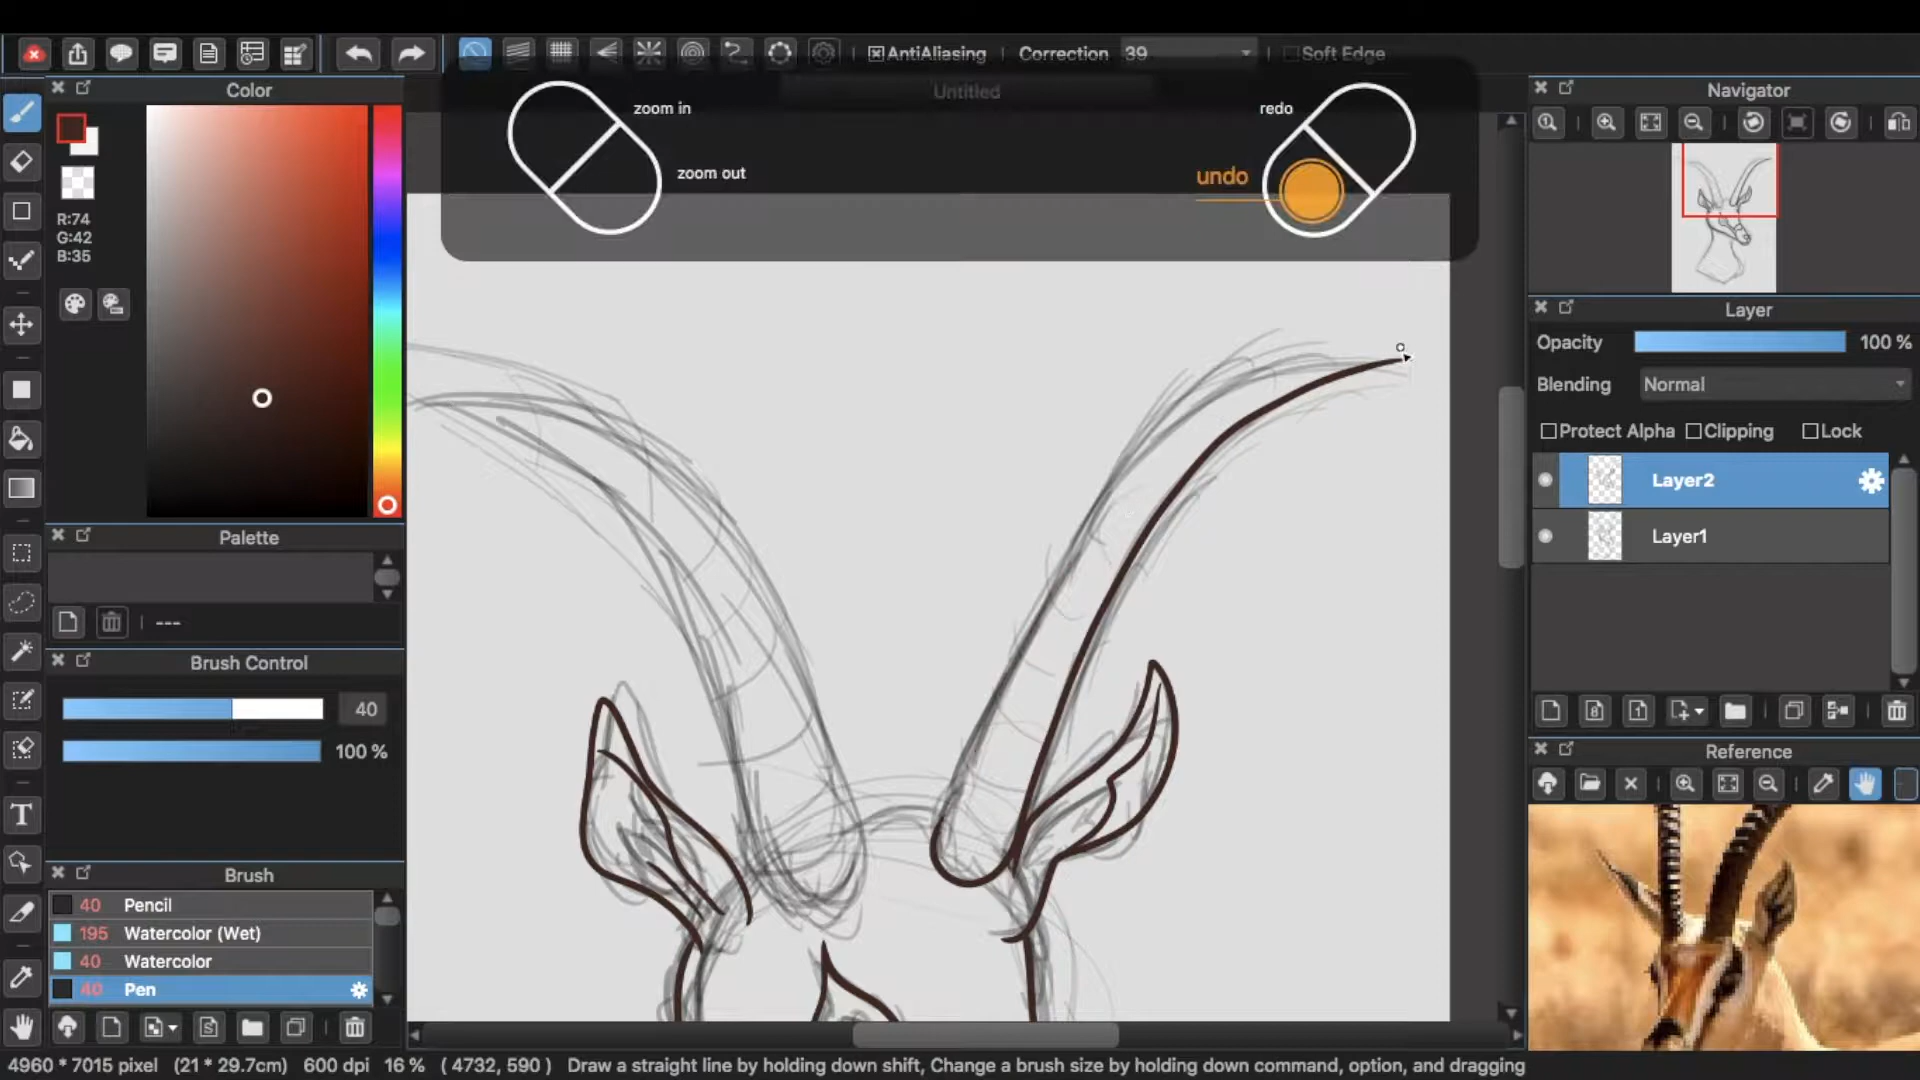 AntiAliasing
Correction 39
Soft Edge
Color
zoom in
Untitled
redo
Navigator
zoom out
undo
R:74
G:42
B:35
Layer
Opacity 100 %
Blending Normal
Protect Alpha Clipping Lock
Layer2
Layer1
Palette
---
Brush Control
40
100 %
Reference
Brush
40 Pencil
195 Watercolor (Wet)
40 Watercolor
40 Pen
4960 * 7015 pixel (21 * 29.7cm) 600 dpi 16 % ( 4732, 590 ) Draw a straight line by holding down shift, Change a brush size by holding down command, option, and dragging